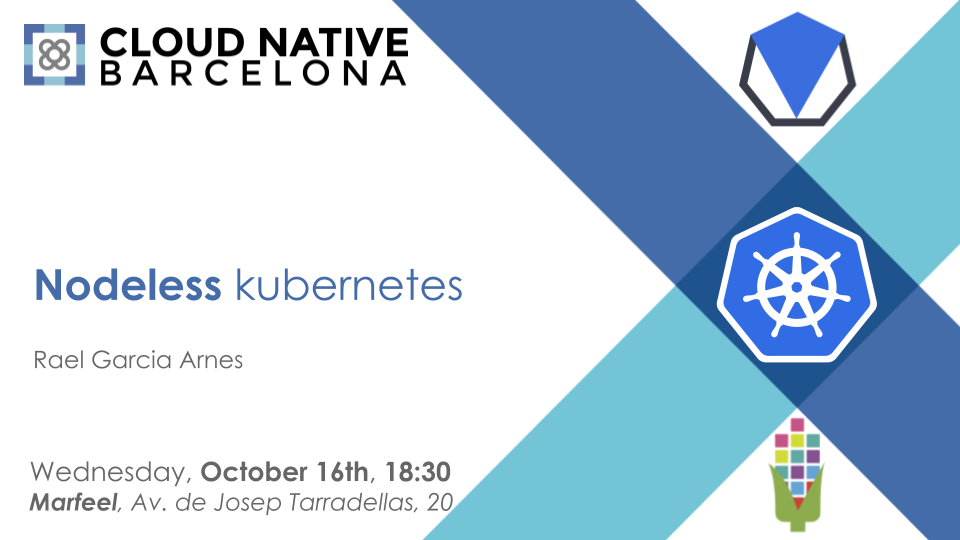 CLOUD NATIVE
BARCELONA
Nodeless kubernetes
Rael Garcia Arnes
Wednesday, October 16th, 18:30
Marfeel, Av. de Josep Tarradellas, 20